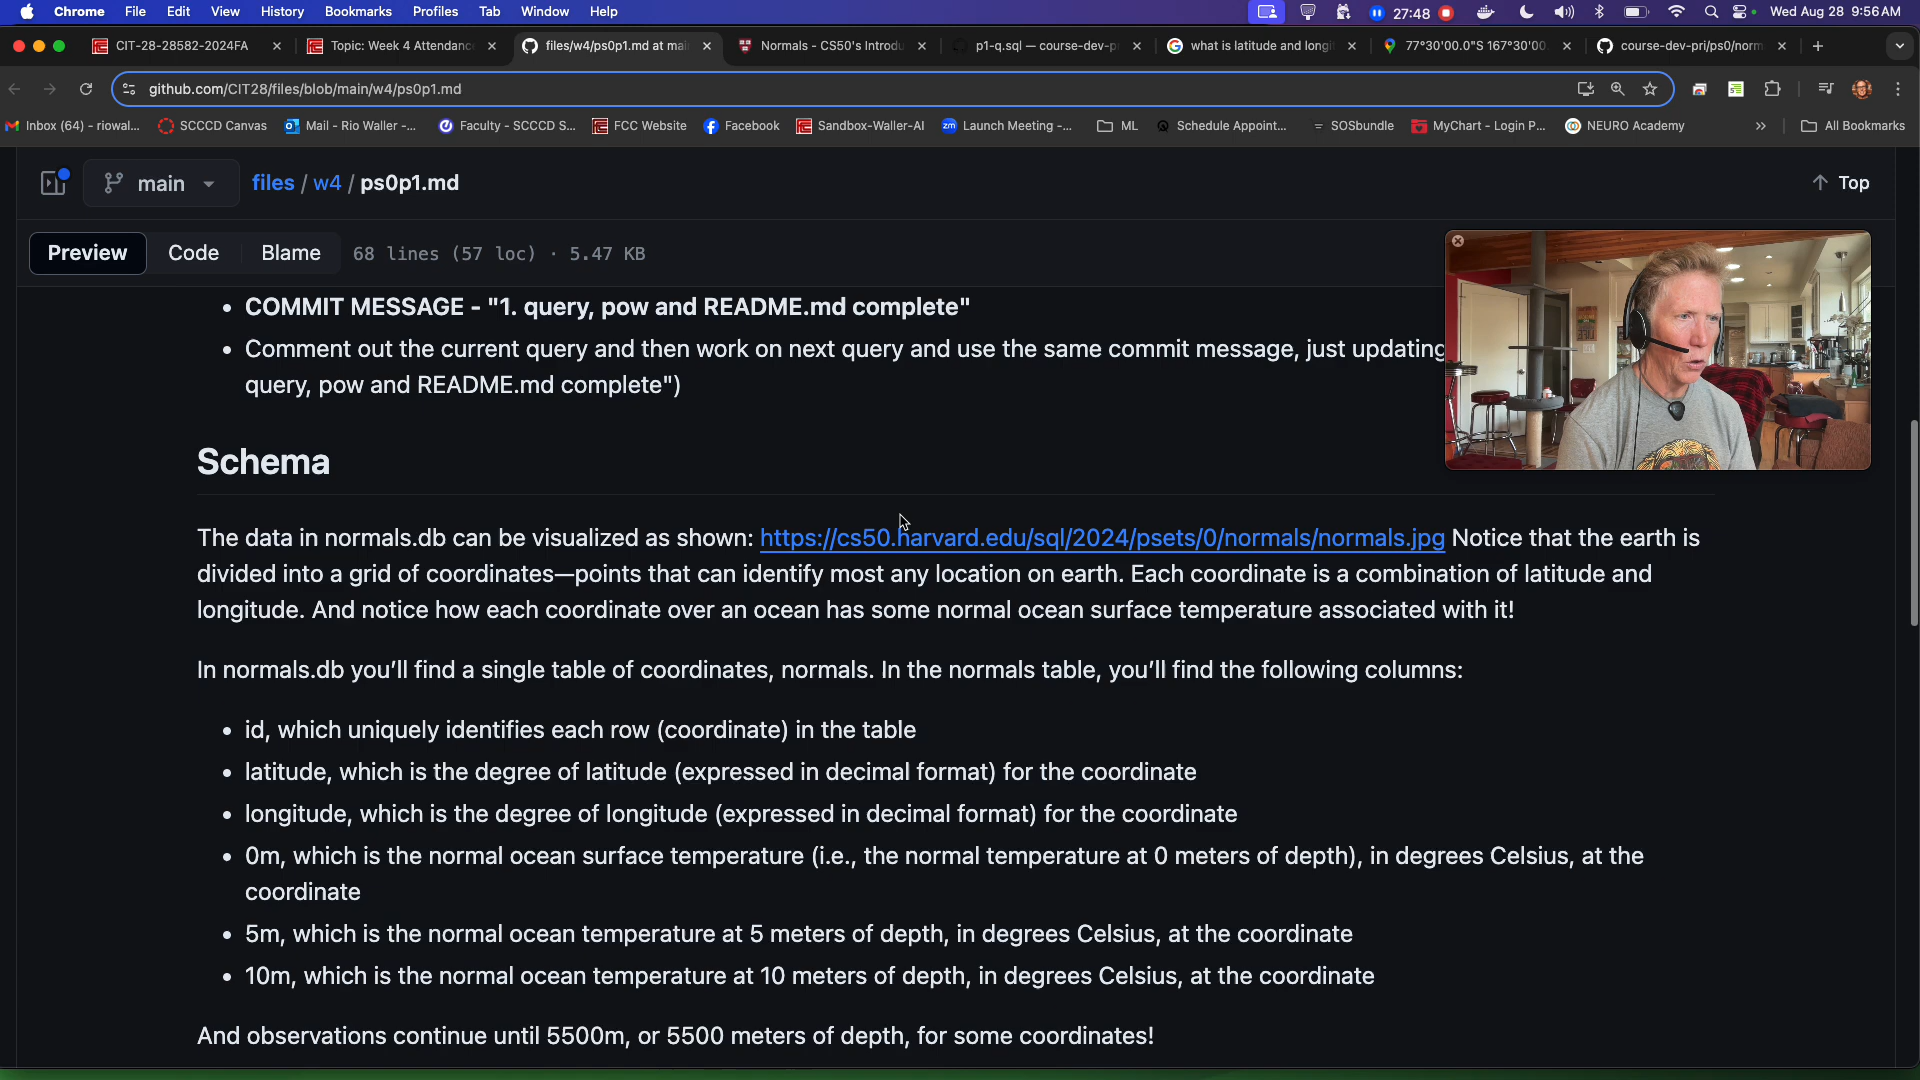 Chrome File Edit View History Bookmarks Profiles Tab Window Help 27:48 Wed Aug 28 9:56 AM
CIT-28-28582-2024FA Topic: Week 4 Attendanc files/w4/ps0p1.md at mai Normals - CS50's Introdu p1-q.sql — course-dev-p what is latitude and longi 77°30'00.0"S 167°30'00 course-dev-pri/ps0/norm
github.com/CIT28/files/blob/main/w4/ps0p1.md
Inbox (64) - riowal... SCCCD Canvas Mail - Rio Waller -... Faculty - SCCCD S... FCC Website Facebook Sandbox-Waller-AI Launch Meeting -... ML Schedule Appoint... SOSbundle MyChart - Login P... NEURO Academy » All Bookmarks
main files / w4 / ps0p1.md Top
Preview Code Blame 68 lines (57 loc) · 5.47 KB
• COMMIT MESSAGE - "1. query, pow and README.md complete"
• Comment out the current query and then work on next query and use the same commit message, just updating
query, pow and README.md complete")
Schema
The data in normals.db can be visualized as shown: https://cs50.harvard.edu/sql/2024/psets/0/normals/normals.jpg Notice that the earth is
divided into a grid of coordinates—points that can identify most any location on earth. Each coordinate is a combination of latitude and
longitude. And notice how each coordinate over an ocean has some normal ocean surface temperature associated with it!
In normals.db you'll find a single table of coordinates, normals. In the normals table, you'll find the following columns:
• id, which uniquely identifies each row (coordinate) in the table
• latitude, which is the degree of latitude (expressed in decimal format) for the coordinate
• longitude, which is the degree of longitude (expressed in decimal format) for the coordinate
• 0m, which is the normal ocean surface temperature (i.e., the normal temperature at 0 meters of depth), in degrees Celsius, at the
coordinate
• 5m, which is the normal ocean temperature at 5 meters of depth, in degrees Celsius, at the coordinate
• 10m, which is the normal ocean temperature at 10 meters of depth, in degrees Celsius, at the coordinate
And observations continue until 5500m, or 5500 meters of depth, for some coordinates!